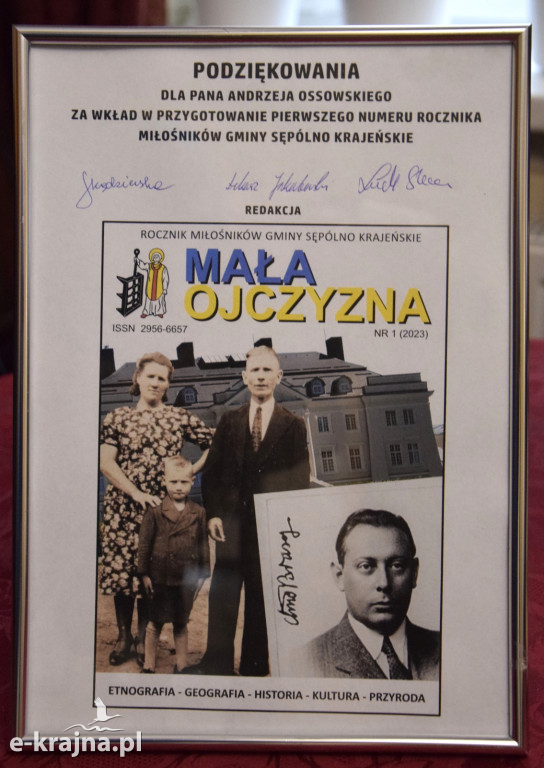 PODZIĘKOWANIA
DLA PANA ANDRZEJA OSSOWSKIEGO
ZA WKŁAD W PRZYGOTOWANIE PIERWSZEGO NUMERU ROCZNIKA
MIŁOŚNIKÓW GMINY SĘPÓLNO KRAJEŃSKIE
REDAKCJA
ROCZNIK MIŁOŚNIKÓW GMINY SĘPÓLNO KRAJEŃSKIE
MAŁA
OJCZYZNA
ISSN 2956-6657
NR 1 (2023)
ETNOGRAFIA - GEOGRAFIA - HISTORIA - KULTURA - PRZYRODA
e-krajna.pl